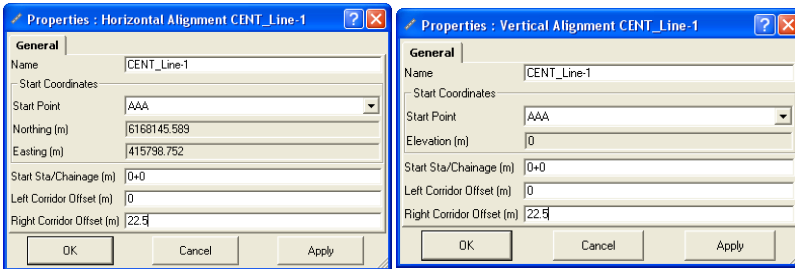 Properties : Horizontal Alignment CENT_Line-1
General
Name CENT_Line-1
Start Coordinates
Start Point AAA
Northing (m) 6168145.589
Easting (m) 415798.752
Start Sta/Chainage (m) 0+0
Left Corridor Offset (m) 0
Right Corridor Offset (m) 22.5
OK Cancel Apply
Properties : Vertical Alignment CENT_Line-1
General
Name CENT_Line-1
Start Coordinates
Start Point AAA
Elevation (m) 0
Start Sta/Chainage (m) 0+0
Left Corridor Offset (m) 0
Right Corridor Offset (m) 22.5
OK Cancel Apply